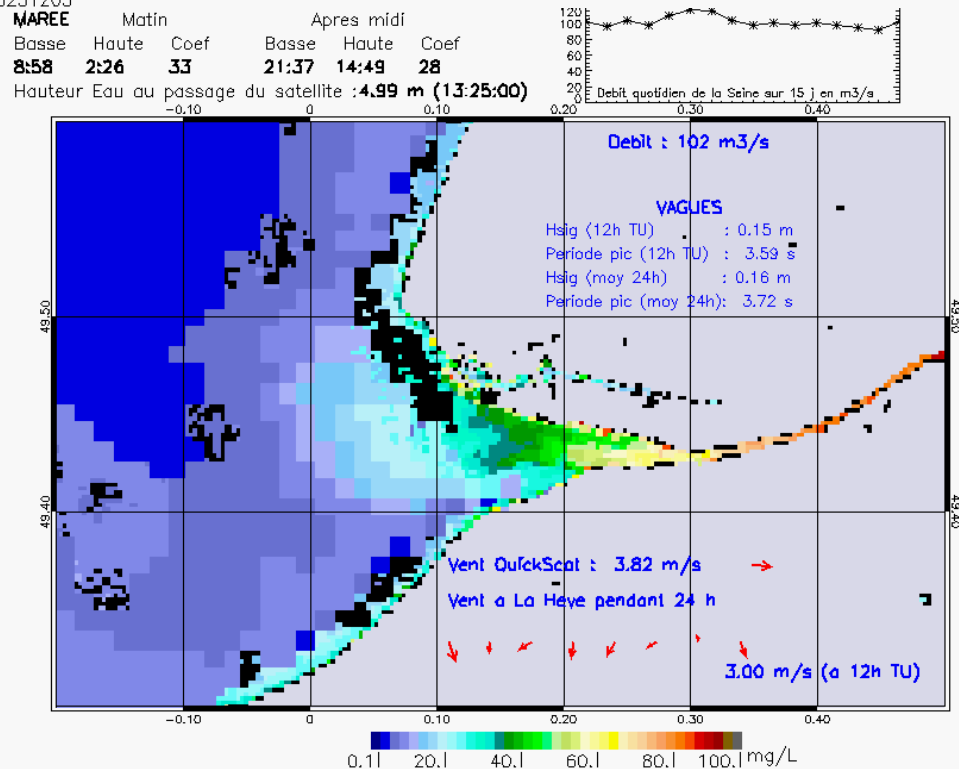 MAREE Matin Apres midi
Basse Haute Coef Basse Haute Coef
8:58 2:26 33 21:37 14:49 28
Hauteur Eau au passage du satellite :4.99 m (13:25:00)
120
100
80
60
40
20
0
Debit quotidien de la Seine sur 15 j en m3/s
-0.10 0 0.10 0.20 0.30 0.40
Debit : 102 m3/s
VAGUES
Hsig (12h TU) : 0.15 m
Periode pic (12h TU) : 3.59 s
Hsig (moy 24h) : 0.16 m
Periode pic (moy 24h): 3.72 s
49.50 49.50
49.40 49.40
Vent QuickScat : 3.82 m/s
Vent a La Heve pendant 24 h
3.00 m/s (a 12h TU)
-0.10 0 0.10 0.20 0.30 0.40
0.1| 20.| 40.| 60.| 80.| 100.| mg/L